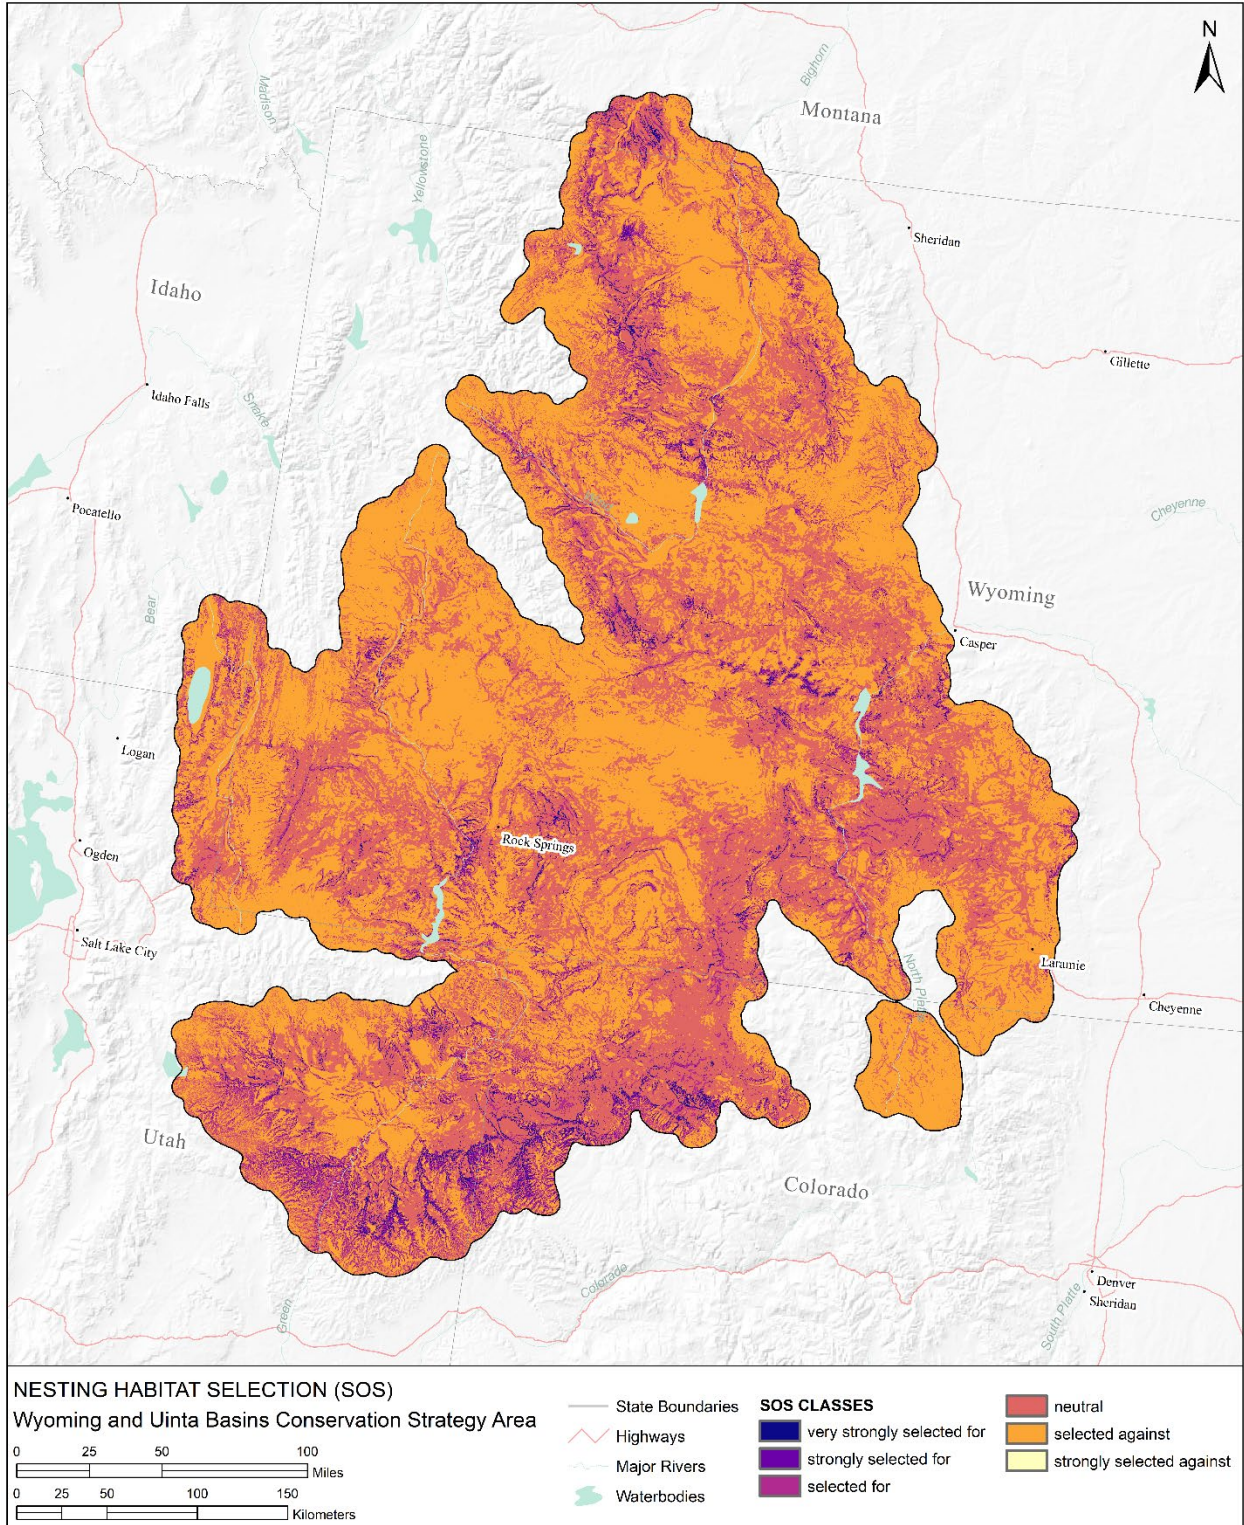 N
Montana
Bighorn
Madison
Yellowstone
Sheridan
Idaho
Gillette
Idaho Falls
Snake
Pocatello
Cheyenne
Wyoming
Bear
Casper
Logan
Rock Springs
Ogden
Salt Lake City
Laramie
North Platte
Cheyenne
Utah
Colorado
Colorado
Green
Denver
Sheridan
South Platte
NESTING HABITAT SELECTION (SOS)
Wyoming and Uinta Basins Conservation Strategy Area
0 25 50 100
Miles
0 25 50 100 150
Kilometers
State Boundaries
Highways
Major Rivers
Waterbodies
SOS CLASSES
very strongly selected for
strongly selected for
selected for
neutral
selected against
strongly selected against